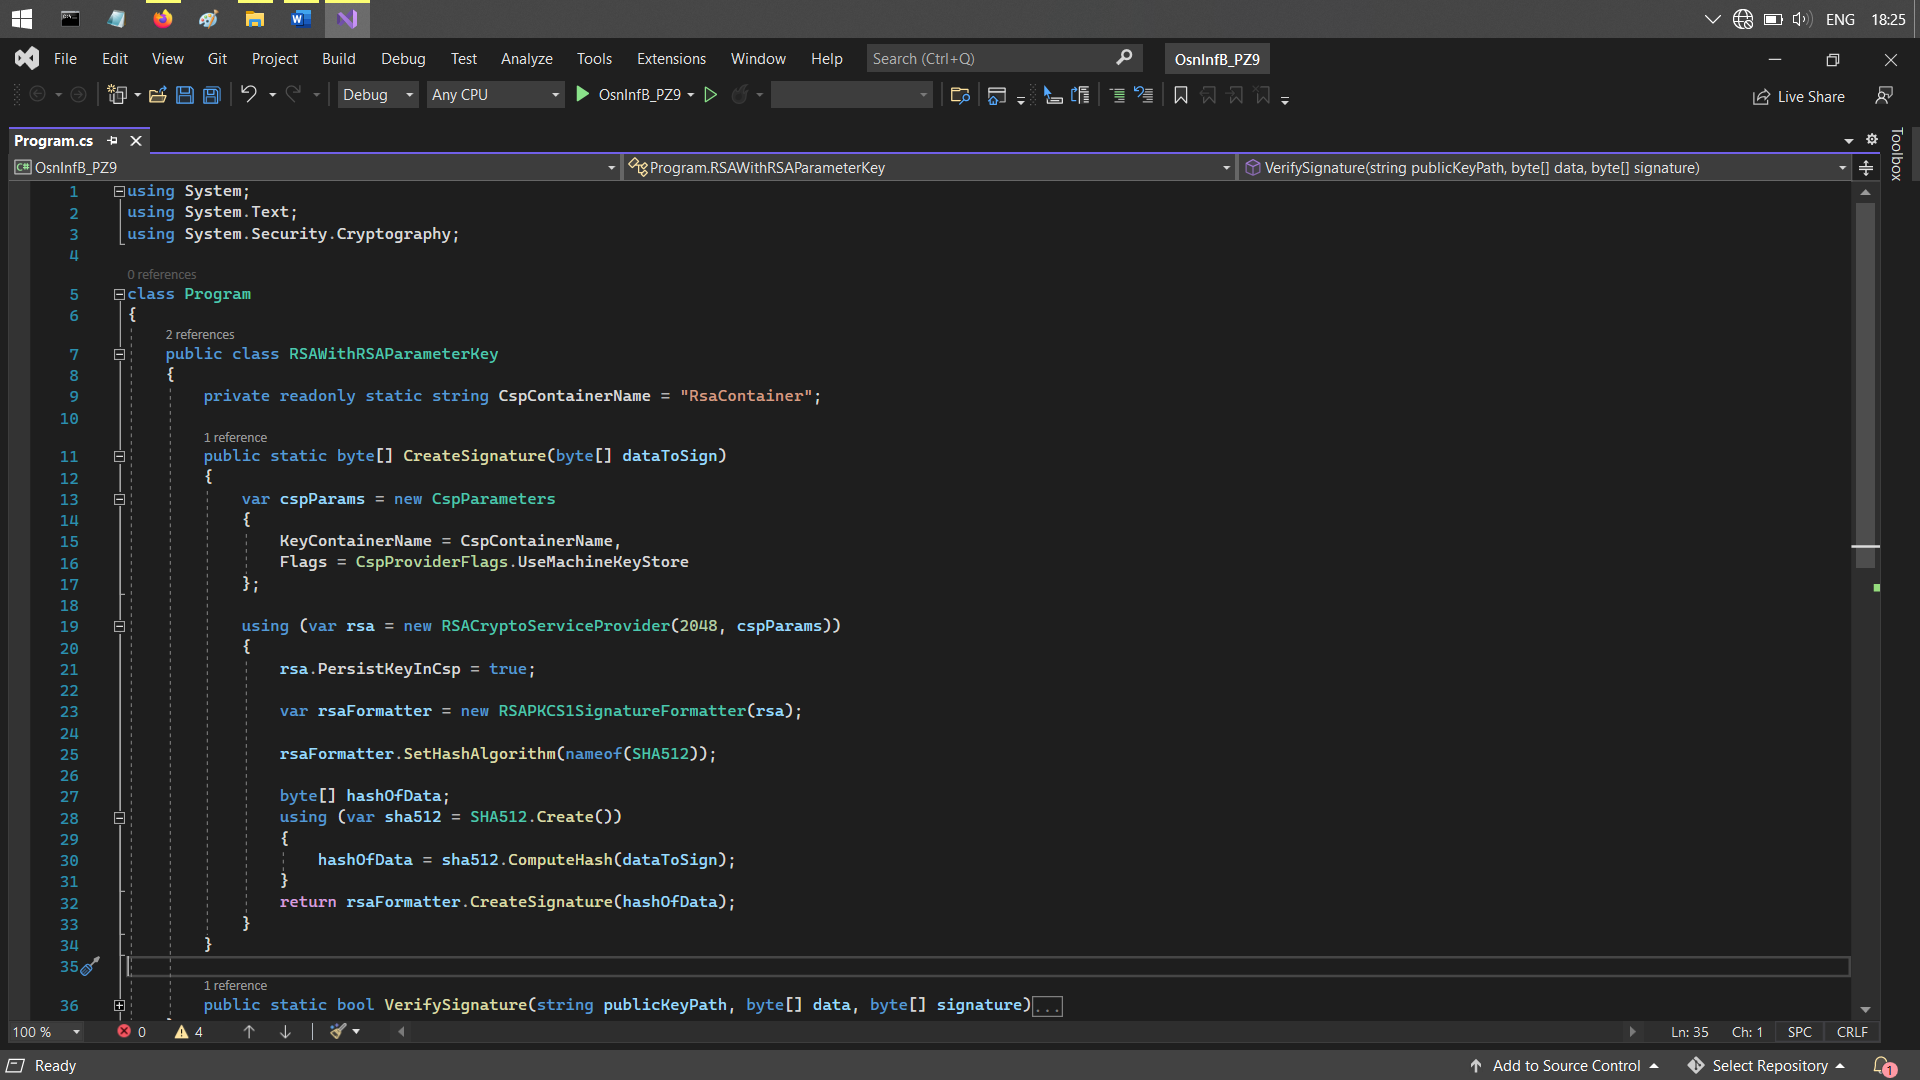 ENG 18:25
File Edit View Git Project Build Debug Test Analyze Tools Extensions Window Help Search (Ctrl+Q) OsnInfB_PZ9
Debug Any CPU OsnInfB_PZ9 Live Share
Program.cs
Toolbox
C# OsnInfB_PZ9 Program.RSAWithRSAParameterKey VerifySignature(string publicKeyPath, byte[] data, byte[] signature)
1 using System;
2 using System.Text;
3 using System.Security.Cryptography;
4
0 references
5 class Program
6 {
2 references
7 public class RSAWithRSAParameterKey
8 {
9 private readonly static string CspContainerName = "RsaContainer";
10
1 reference
11 public static byte[] CreateSignature(byte[] dataToSign)
12 {
13 var cspParams = new CspParameters
14 {
15 KeyContainerName = CspContainerName,
16 Flags = CspProviderFlags.UseMachineKeyStore
17 };
18
19 using (var rsa = new RSACryptoServiceProvider(2048, cspParams))
20 {
21 rsa.PersistKeyInCsp = true;
22
23 var rsaFormatter = new RSAPKCS1SignatureFormatter(rsa);
24
25 rsaFormatter.SetHashAlgorithm(nameof(SHA512));
26
27 byte[] hashOfData;
28 using (var sha512 = SHA512.Create())
29 {
30 hashOfData = sha512.ComputeHash(dataToSign);
31 }
32 return rsaFormatter.CreateSignature(hashOfData);
33 }
34 }
35
1 reference
36 public static bool VerifySignature(string publicKeyPath, byte[] data, byte[] signature)...
100 % 0 4 Ln: 35 Ch: 1 SPC CRLF
Ready Add to Source Control Select Repository 1